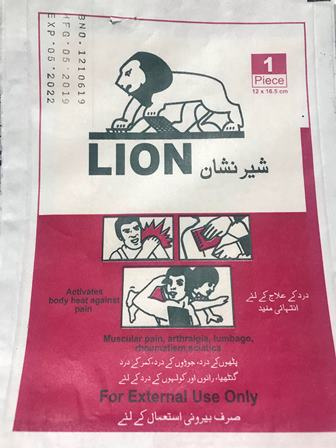 BNO.1210619
MFG.05.2019
EXP.05.2022
1
Piece
12 x 16.5 cm
LION شیر نشان
Activates
body heat against
pain
درد کے علاج کے لئے
انتہائی مفید
Muscular pain, arthralgia, lumbago,
rheumatism,sciatica
پٹھوں کے درد، جوڑوں کے درد، کمر کے درد
گنٹھیا، رانوں اور کولہوں کے درد کے لئے
For External Use Only
صرف بیرونی استعمال کے لئے